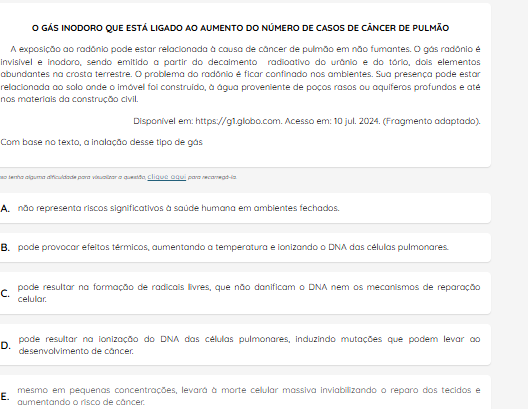 O GÁS INODORO QUE ESTÁ LIGADO AO AUMENTO DO NÚMERO DE CASOS DE CÂNCER DE PULMÃO
A exposição ao radônio pode estar relacionada à causa de câncer de pulmão em não fumantes. O gás radônio é
invisível e inodoro, sendo emitido a partir do decaimento radioativo do urânio e do tório, dois elementos
abundantes na crosta terrestre. O problema do radônio é ficar confinado nos ambientes. Sua presença pode estar
relacionada ao solo onde o imóvel foi construído, à água proveniente de poços rasos ou aquíferos profundos e até
nos materiais da construção civil.
Disponível em: https://g1.globo.com. Acesso em: 10 jul. 2024. (Fragmento adaptado).
Com base no texto, a inalação desse tipo de gás
so tenha alguma dificuldade para visualizar a questão, clique aqui para recarregá-la.
A. não representa riscos significativos à saúde humana em ambientes fechados.
B. pode provocar efeitos térmicos, aumentando a temperatura e ionizando o DNA das células pulmonares.
C. pode resultar na formação de radicais livres, que não danificam o DNA nem os mecanismos de reparação
celular.
D. pode resultar na ionização do DNA das células pulmonares, induzindo mutações que podem levar ao
desenvolvimento de câncer.
E. mesmo em pequenas concentrações, levará à morte celular massiva inviabilizando o reparo dos tecidos e
aumentando o risco de câncer.